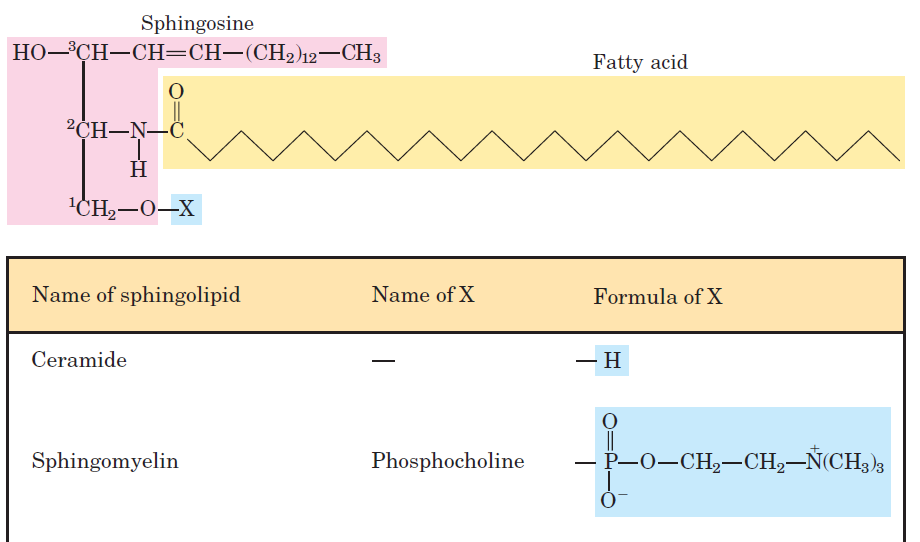 Sphingosine
HO—³CH—CH=CH—(CH₂)₁₂—CH₃
Fatty acid
O
²CH—N—C
H
¹CH₂—O—X
Name of sphingolipid Name of X Formula of X
Ceramide — —H
O
Sphingomyelin Phosphocholine —P—O—CH₂—CH₂—N⁺(CH₃)₃
O⁻